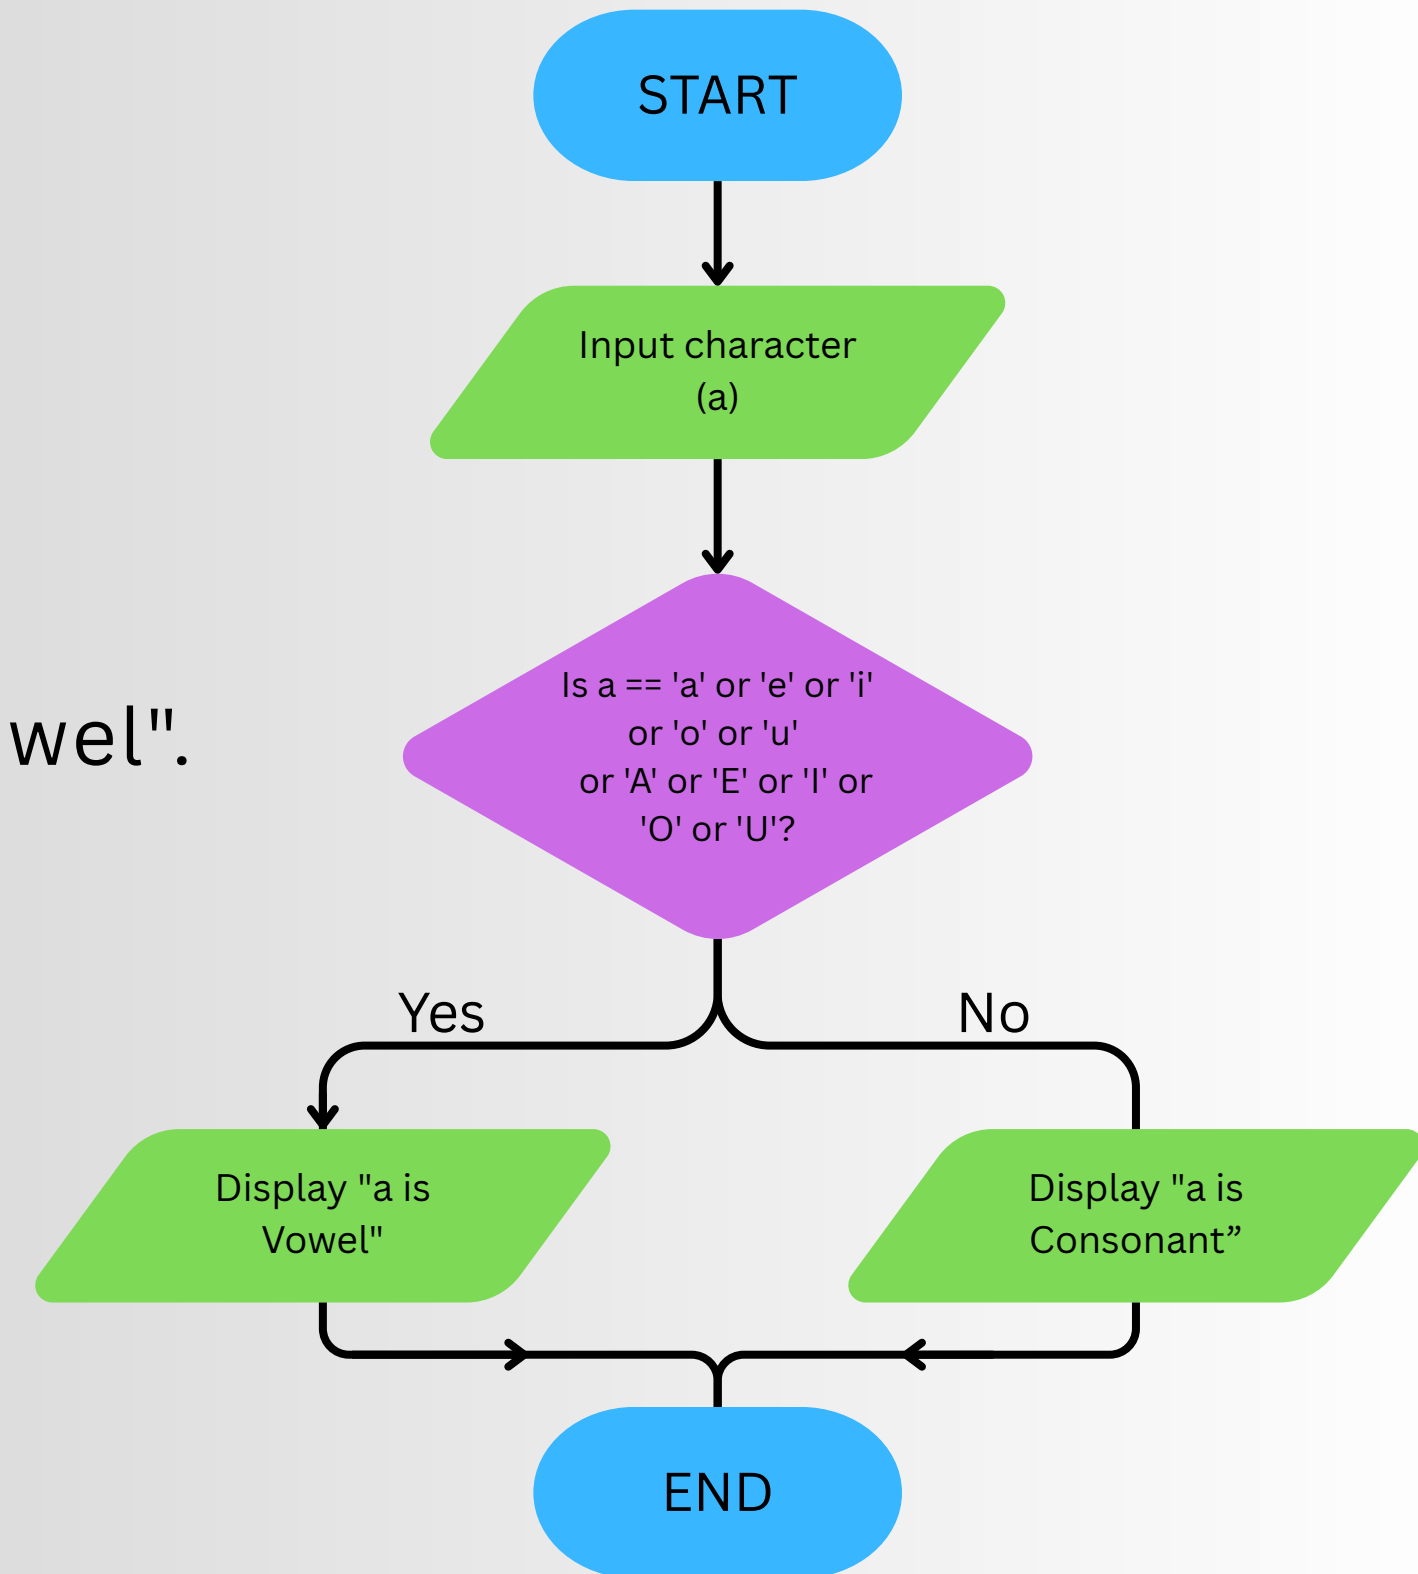 START
Input character
(a)
Is a == 'a' or 'e' or 'i'
or 'o' or 'u'
or 'A' or 'E' or 'I' or
'O' or 'U'?
wel".
Yes
No
Display "a is
Vowel"
Display "a is
Consonant”
END